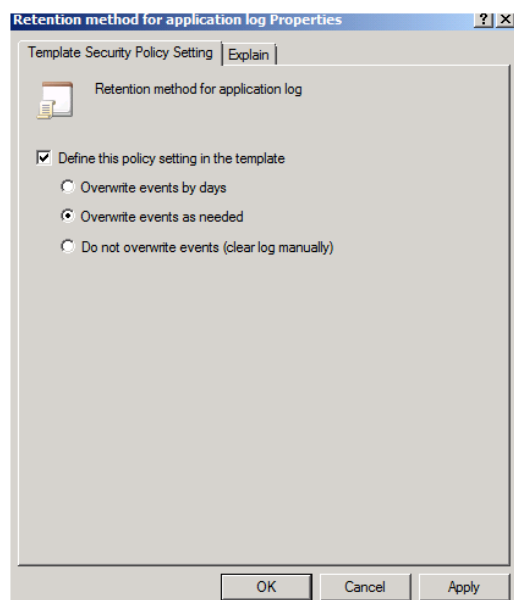 Retention method for application log Properties
? X
Template Security Policy Setting Explain
Retention method for application log
Define this policy setting in the template
Overwrite events by days
Overwrite events as needed
Do not overwrite events (clear log manually)
OK Cancel Apply